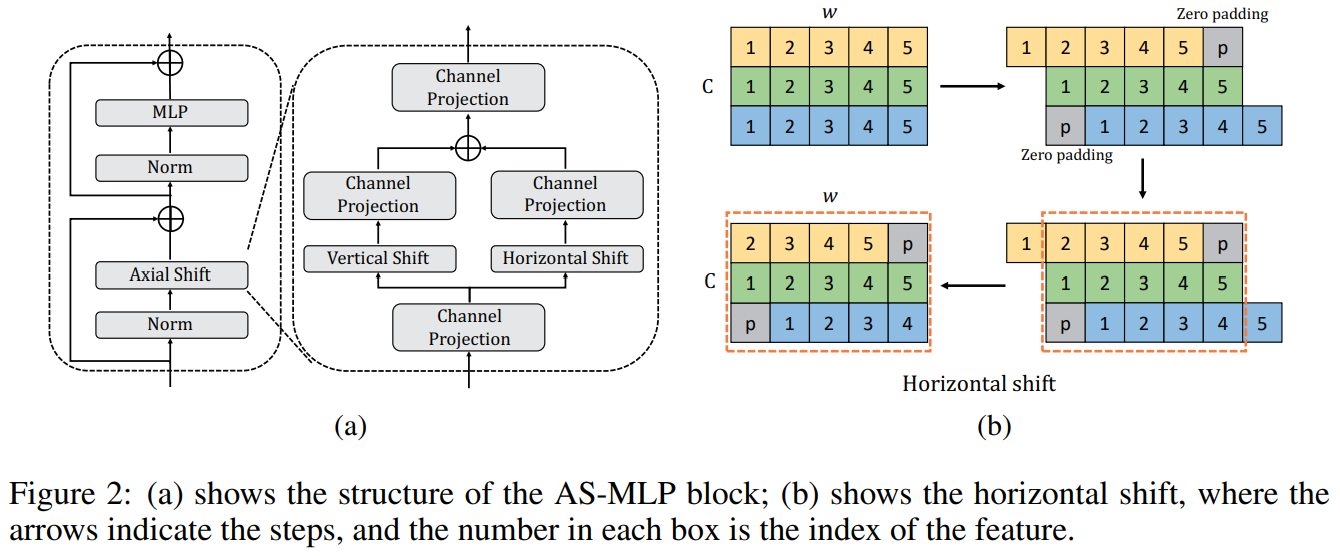 MLP
Norm
Axial Shift
Norm
Channel
Projection
Channel
Projection
Channel
Projection
Vertical Shift
Horizontal Shift
Channel
Projection
(a)
w
C
1 2 3 4 5
1 2 3 4 5
1 2 3 4 5
Zero padding
1 2 3 4 5 p
1 2 3 4 5
p 1 2 3 4 5
Zero padding
w
C
2 3 4 5 p
1 2 3 4 5
p 1 2 3 4
1 2 3 4 5 p
1 2 3 4 5
p 1 2 3 4 5
Horizontal shift
(b)
Figure 2: (a) shows the structure of the AS-MLP block; (b) shows the horizontal shift, where the
arrows indicate the steps, and the number in each box is the index of the feature.